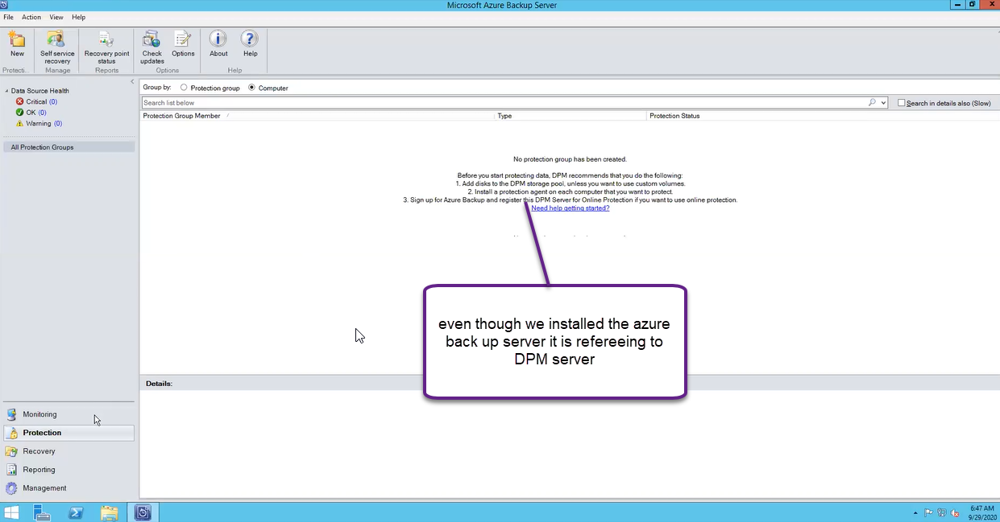 Microsoft Azure Backup Server
File Action View Help
New
Self service recovery
Recovery point status
Check updates
Options
About
Help
Protecti..
Manage
Reports
Options
Help
Data Source Health
Critical (0)
OK (0)
Warning (0)
All Protection Groups
Group by: Protection group Computer
Search list below
Search in details also (Slow)
Protection Group Member Type Protection Status
No protection group has been created.
Before you start protecting data, DPM recommends that you do the following:
1. Add disks to the DPM storage pool, unless you want to use custom volumes.
2. Install a protection agent on each computer that you want to protect.
3. Sign up for Azure Backup and register this DPM Server for Online Protection if you want to use online protection.
Need help getting started?
even though we installed the azure
back up server it is refereeing to
DPM server
Details:
Monitoring
Protection
Recovery
Reporting
Management
6:47 AM
9/29/2020